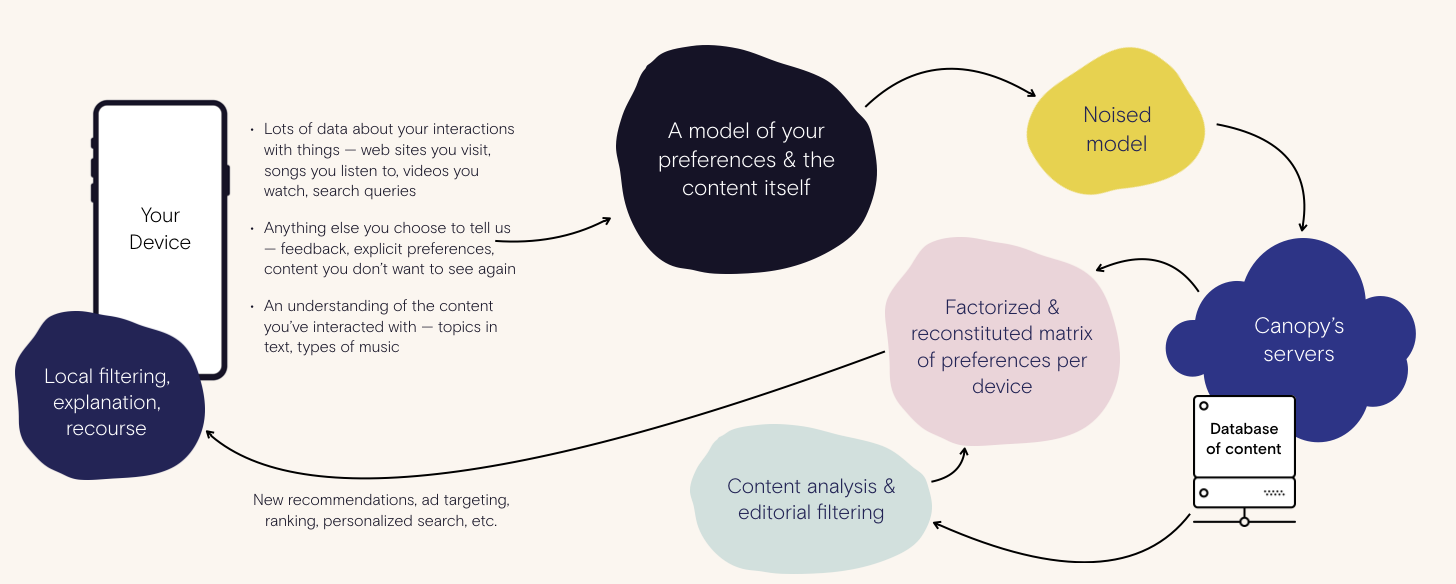 Your
Device
• Lots of data about your interactions
with things — web sites you visit,
songs you listen to, videos you
watch, search queries
• Anything else you choose to tell us
— feedback, explicit preferences,
content you don't want to see again
• An understanding of the content
you've interacted with — topics in
text, types of music
A model of your
preferences & the
content itself
Noised
model
Canopy's
servers
Database
of content
Factorized &
reconstituted matrix
of preferences per
device
Content analysis &
editorial filtering
Local filtering,
explanation,
recourse
New recommendations, ad targeting,
ranking, personalized search, etc.